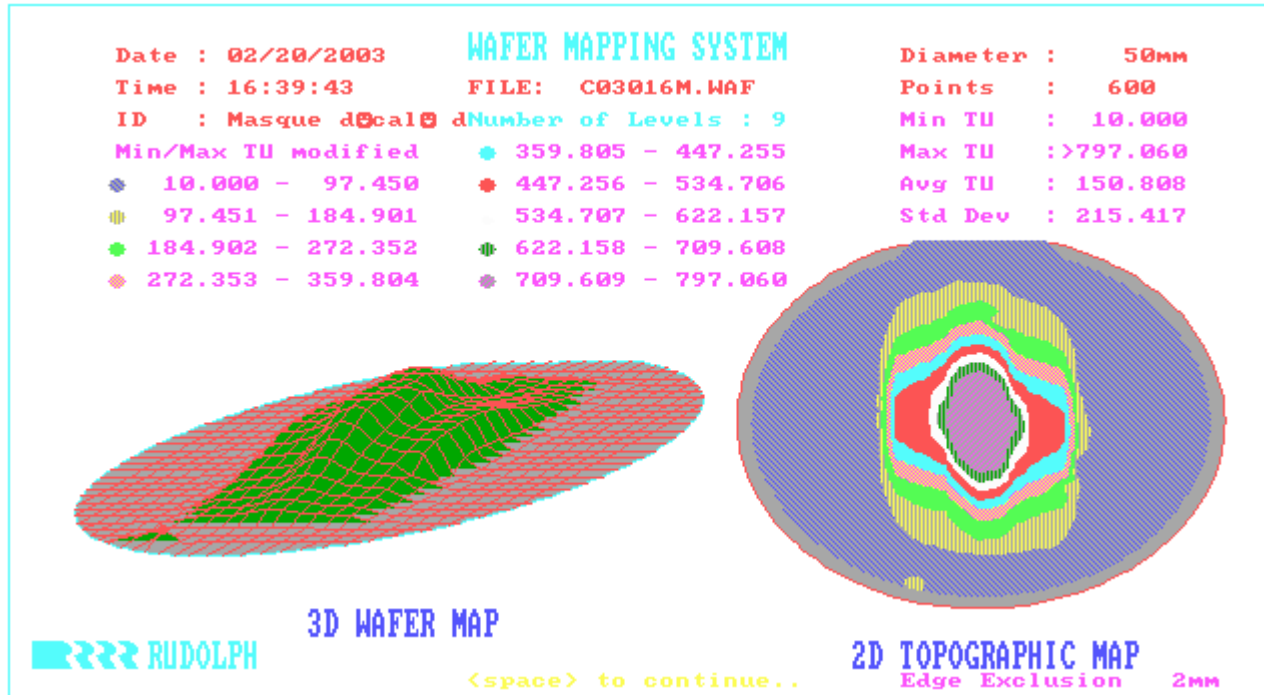 WAFER MAPPING SYSTEM
Date : 02/20/2003
Time : 16:39:43
ID : Masque d cal d
Min/Max TU modified
10.000 - 97.450
97.451 - 184.901
184.902 - 272.352
272.353 - 359.804
FILE: C03016M.WAF
Number of Levels : 9
359.805 - 447.255
447.256 - 534.706
534.707 - 622.157
622.158 - 709.608
709.609 - 797.060
Diameter : 50mm
Points : 600
Min TU : 10.000
Max TU :>797.060
Avg TU : 150.808
Std Dev : 215.417
3D WAFER MAP
2D TOPOGRAPHIC MAP
RUDOLPH
<space> to continue..
Edge Exclusion 2mm